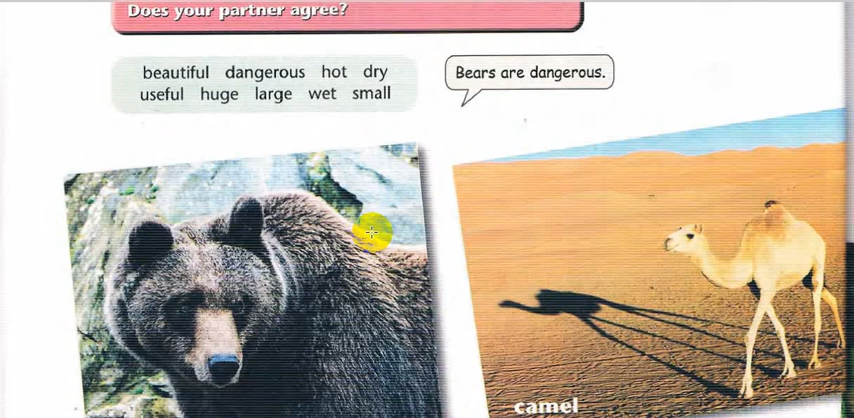 Does your partner agree?
beautiful dangerous hot dry
useful huge large wet small
Bears are dangerous.
camel